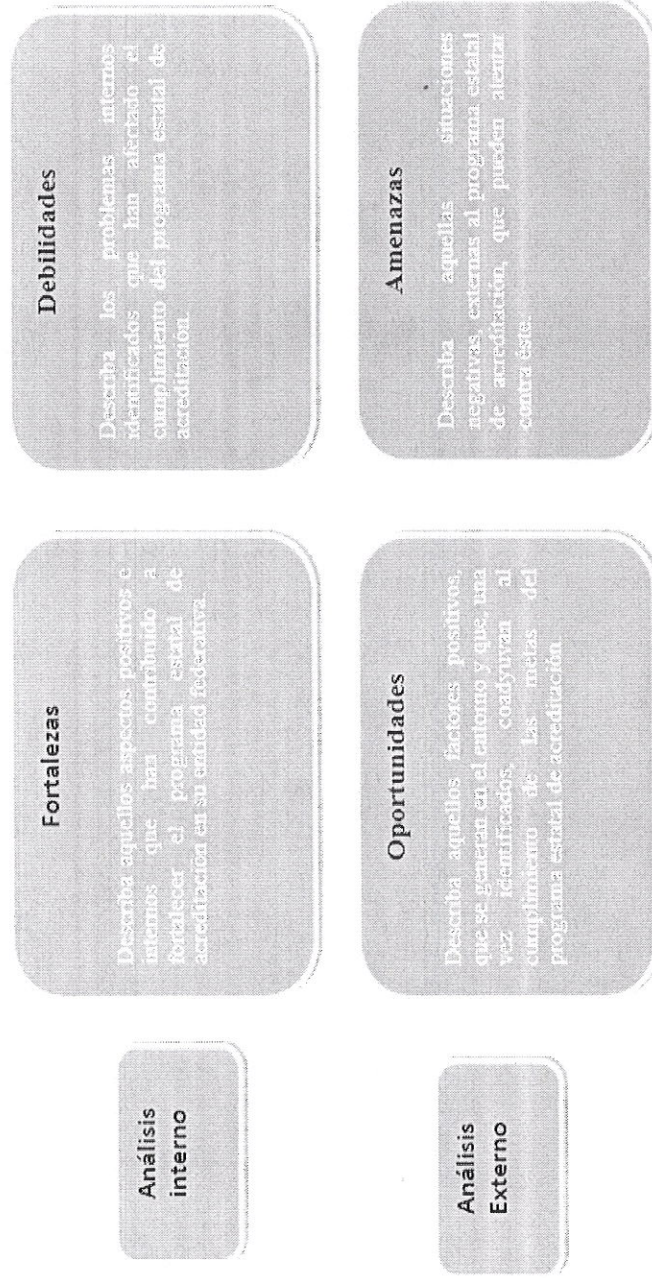 Análisis
interno
Fortalezas
Describa aquellos aspectos positivos e
internos que han contribuido a
fortalecer el programa estatal de
acreditación en su entidad federativa.
Debilidades
Describa los problemas internos
identificados que han afectado el
cumplimiento del programa estatal de
acreditación.
Análisis
Externo
Oportunidades
Describa aquellos factores positivos,
que se generan en el entorno y que, una
vez identificados, coadyuvan al
cumplimiento de las metas del
programa estatal de acreditación
Amenazas
Describa aquellas situaciones
negativas, externas al programa estatal
de acreditación, que pueden atentar
contra éste.